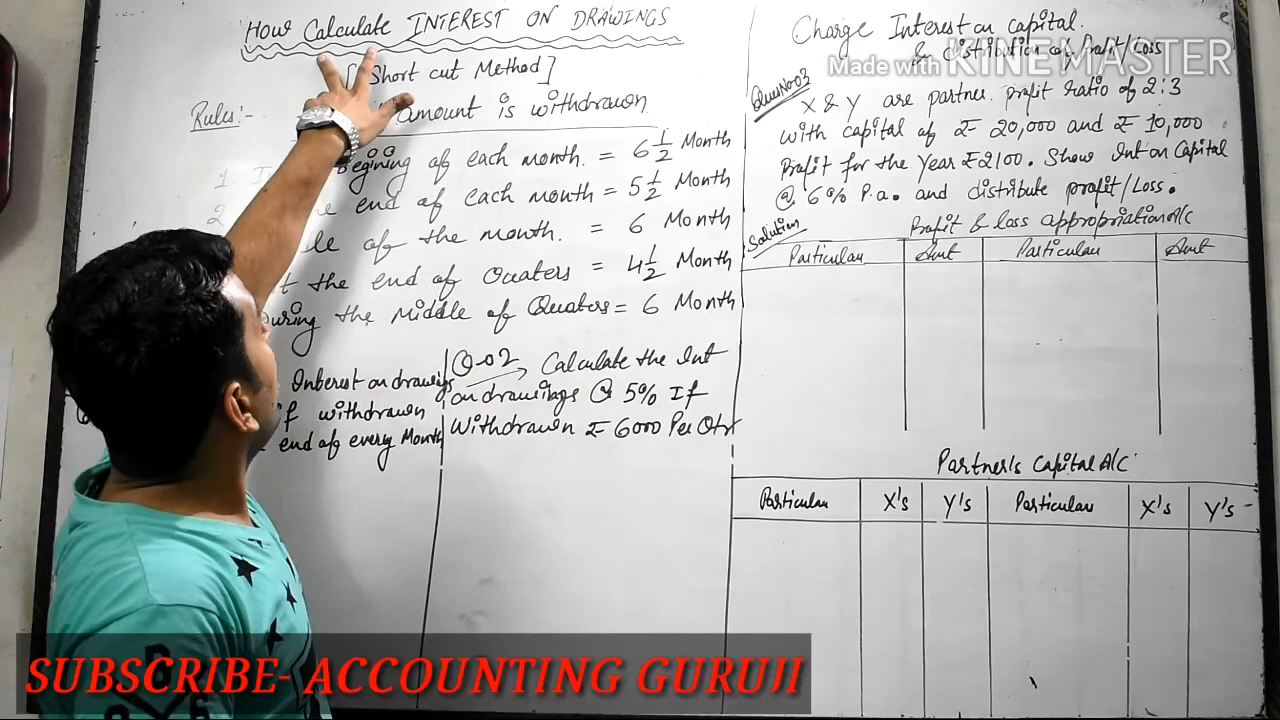 HOW Calculate INTEREST ON DRAWINGS
[Short cut Method]
Rules:-
amount is withdrawn
1. Begining of each month. = 6 1/2 Month
2 end of each month = 5 1/2 Month
of the month. = 6 Month
the end of Quaters = 4 1/2 Month
During the Middle of Quaters = 6 Month
Interest on drawings
if withdrawn
end of every Month
Q-02 → Calculate the Int
on drawings @ 5% If
Withdrawn ₹ 6000 Per Qtr
Charge Interest on capital.
& distribution of Profit/Loss
Made with KINEMASTER
Ques No 03
X & Y are partner. profit ratio of 2:3
with capital of ₹ 20,000 and ₹ 10,000
Profit for the Year ₹2100. Show Int on Capital
@ 6% P.a. and distribute profit/Loss.
Solution
Profit & loss appropriation A/c
Particular Amt Particular Amt
Partner's Capital A/C
Particular X's Y's Particular X's Y's
SUBSCRIBE- ACCOUNTING GURUJI